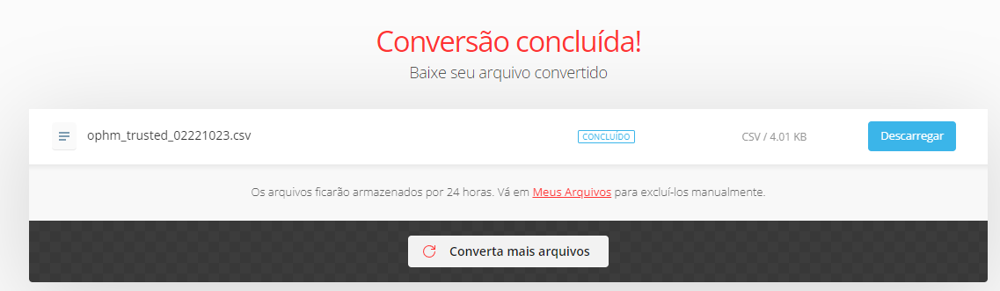 Conversão concluída!
Baixe seu arquivo convertido
ophm_trusted_02221023.csv
CONCLUÍDO
CSV / 4.01 KB
Descarregar
Os arquivos ficarão armazenados por 24 horas. Vá em Meus Arquivos para excluí-los manualmente.
Converta mais arquivos